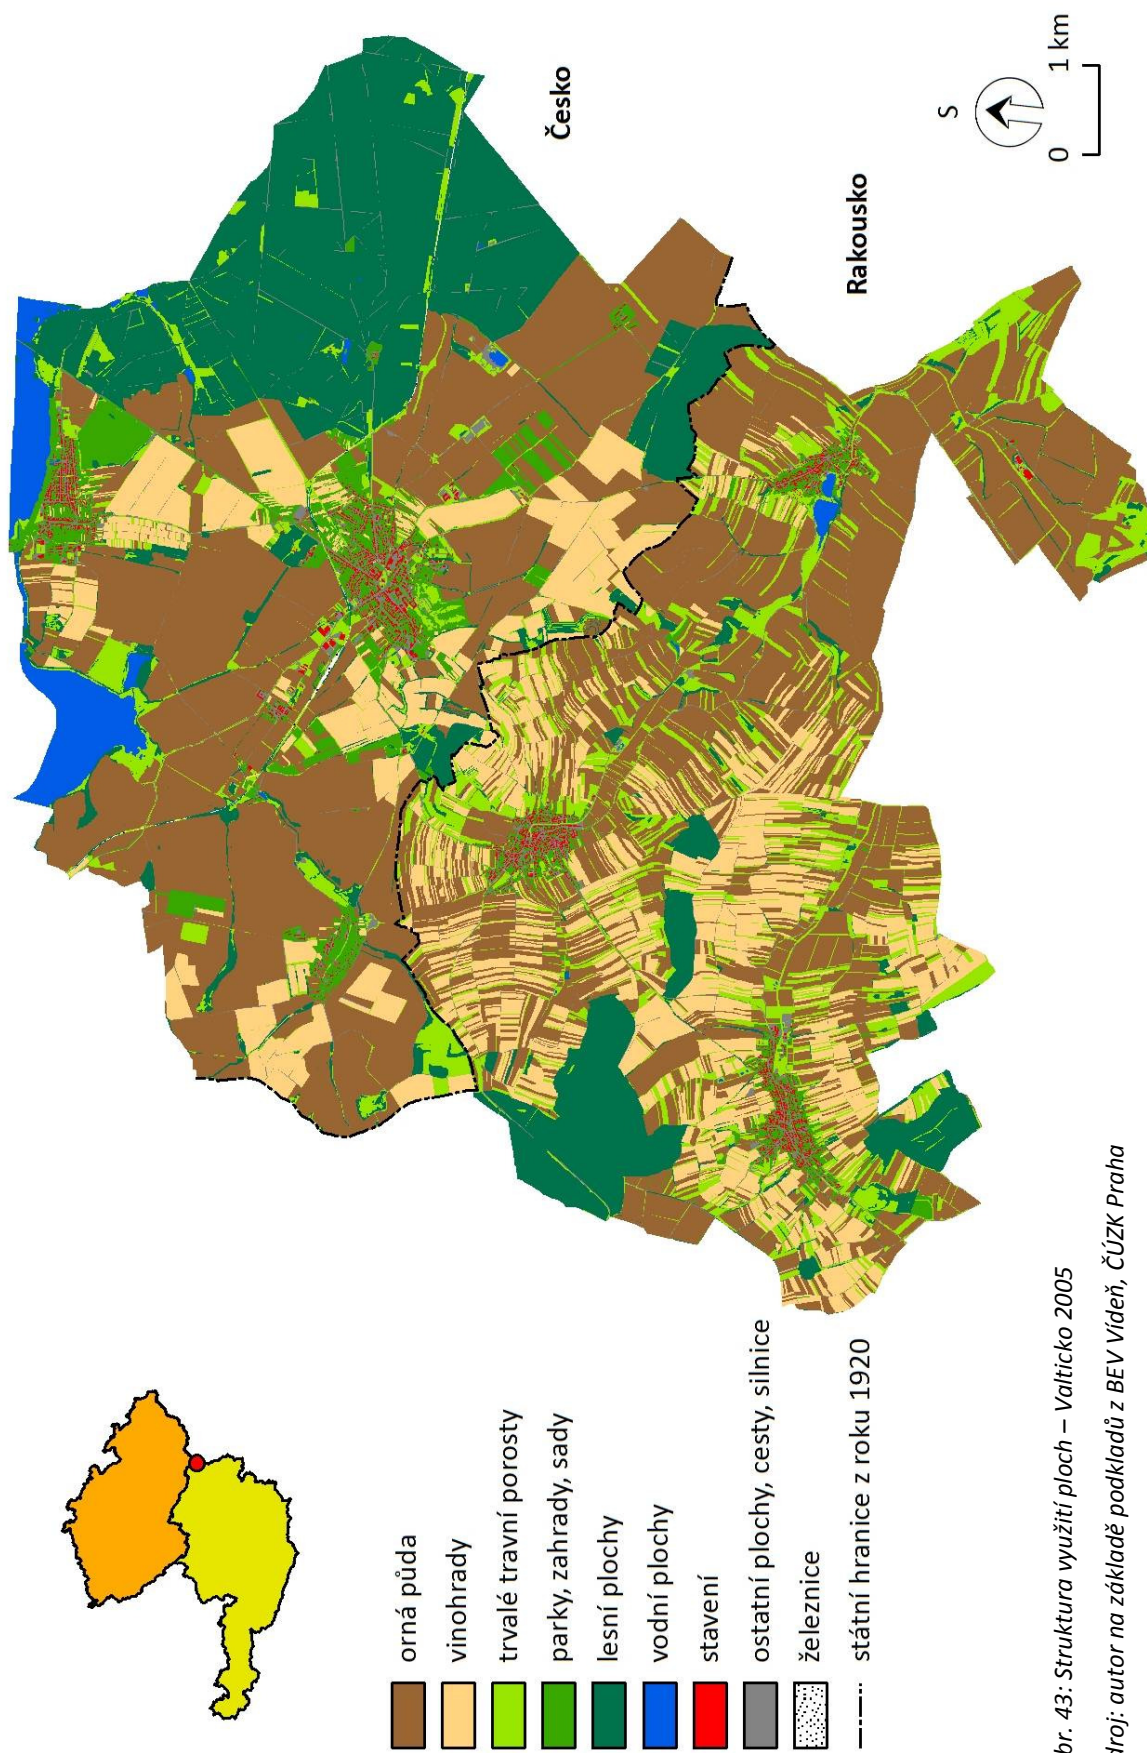 Česko
Rakousko
S
0
1 km
orná půda
vinohrady
trvalé travní porosty
parky, zahrady, sady
lesní plochy
vodní plochy
stavení
ostatní plochy, cesty, silnice
železnice
státní hranice z roku 1920
br. 43: Struktura využití ploch – Valticko 2005
droj: autor na základě podkladů z BEV Vídeň, ČÚZK Praha